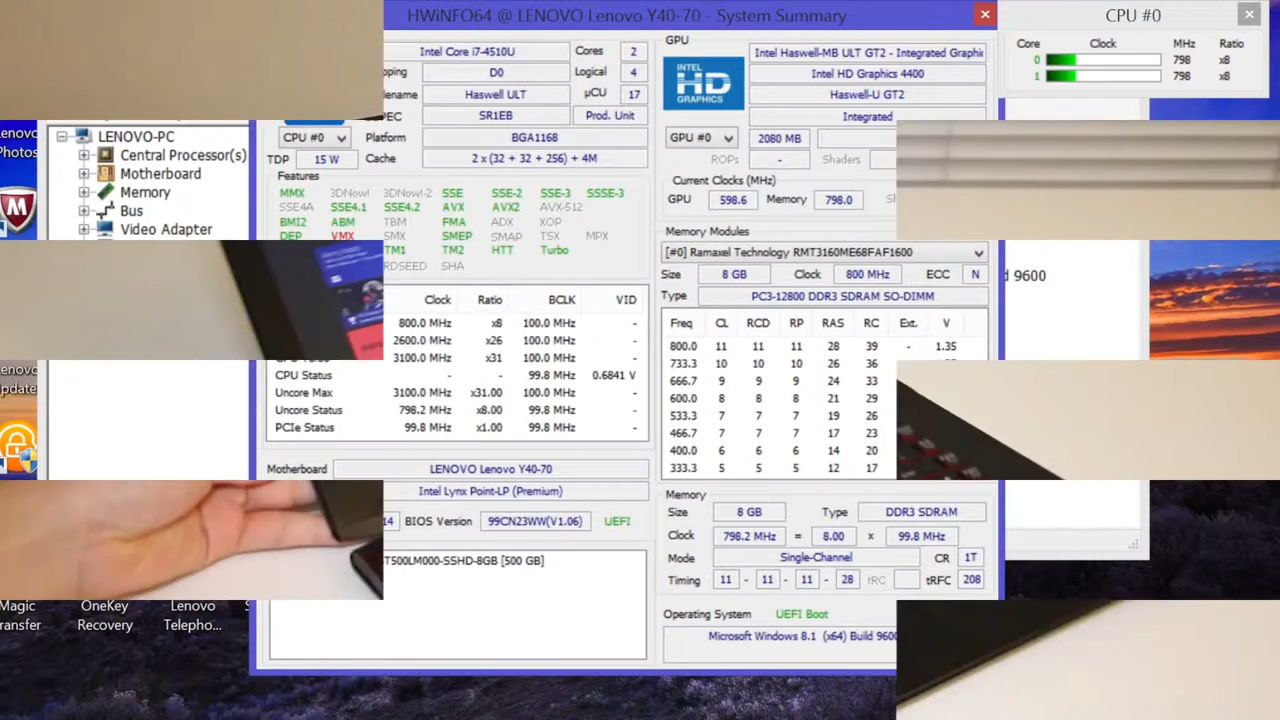 HWiNFO64 @ LENOVO Lenovo Y40-70 - System Summary
CPU #0
Core Clock MHz Ratio
0 798 x8
1 798 x8
Intel Core i7-4510U Cores 2
D0 Logical 4
Haswell ULT µCU 17
SR1EB Prod. Unit
CPU #0 Platform BGA1168
TDP 15 W Cache 2 x (32 + 32 + 256) + 4M
Features
MMX 3DNow! 3DNow!-2 SSE SSE-2 SSE-3 SSSE-3
SSE4A SSE4.1 SSE4.2 AVX AVX2 AVX-512
BMI2 ABM TBM FMA ADX XOP
DEP VMX SMX SMEP SMAP TSX MPX
TM1 TM2 HTT Turbo
SHA
Clock Ratio BCLK VID
800.0 MHz x8 100.0 MHz -
2600.0 MHz x26 100.0 MHz -
3100.0 MHz x31 100.0 MHz -
CPU Status - - 99.8 MHz 0.6841 V
Uncore Max 3100.0 MHz x31.00 100.0 MHz -
Uncore Status 798.2 MHz x8.00 99.8 MHz -
PCIe Status 99.8 MHz x1.00 99.8 MHz -
Motherboard LENOVO Lenovo Y40-70
Intel Lynx Point-LP (Premium)
14 BIOS Version 99CN23WW(V1.06) UEFI
T500LM000-SSHD-8GB [500 GB]
GPU
Intel Haswell-MB ULT GT2 - Integrated Graphic
Intel HD Graphics 4400
Haswell-U GT2
Integrated
INTEL
HD
GRAPHICS
GPU #0 2080 MB
ROPs - Shaders
Current Clocks (MHz)
GPU 598.6 Memory 798.0
Memory Modules
[#0] Ramaxel Technology RMT3160ME68FAF1600
Size 8 GB Clock 800 MHz ECC N
Type PC3-12800 DDR3 SDRAM SO-DIMM
Freq CL RCD RP RAS RC Ext. V
800.0 11 11 11 28 39 - 1.35
733.3 10 10 10 26 36
666.7 9 9 9 24 33
600.0 8 8 8 21 29
533.3 7 7 7 19 26
466.7 7 7 7 17 23
400.0 6 6 6 14 20
333.3 5 5 5 12 17
Memory
Size 8 GB Type DDR3 SDRAM
Clock 798.2 MHz = 8.00 x 99.8 MHz
Mode Single-Channel CR 1T
Timing 11 - 11 - 11 - 28 tRC tRFC 208
Operating System UEFI Boot
Microsoft Windows 8.1 (x64) Build 9600
LENOVO-PC
Central Processor(s)
Motherboard
Memory
Bus
Video Adapter
9600
Photos
Magic
OneKey
Recovery
Lenovo
Telepho...